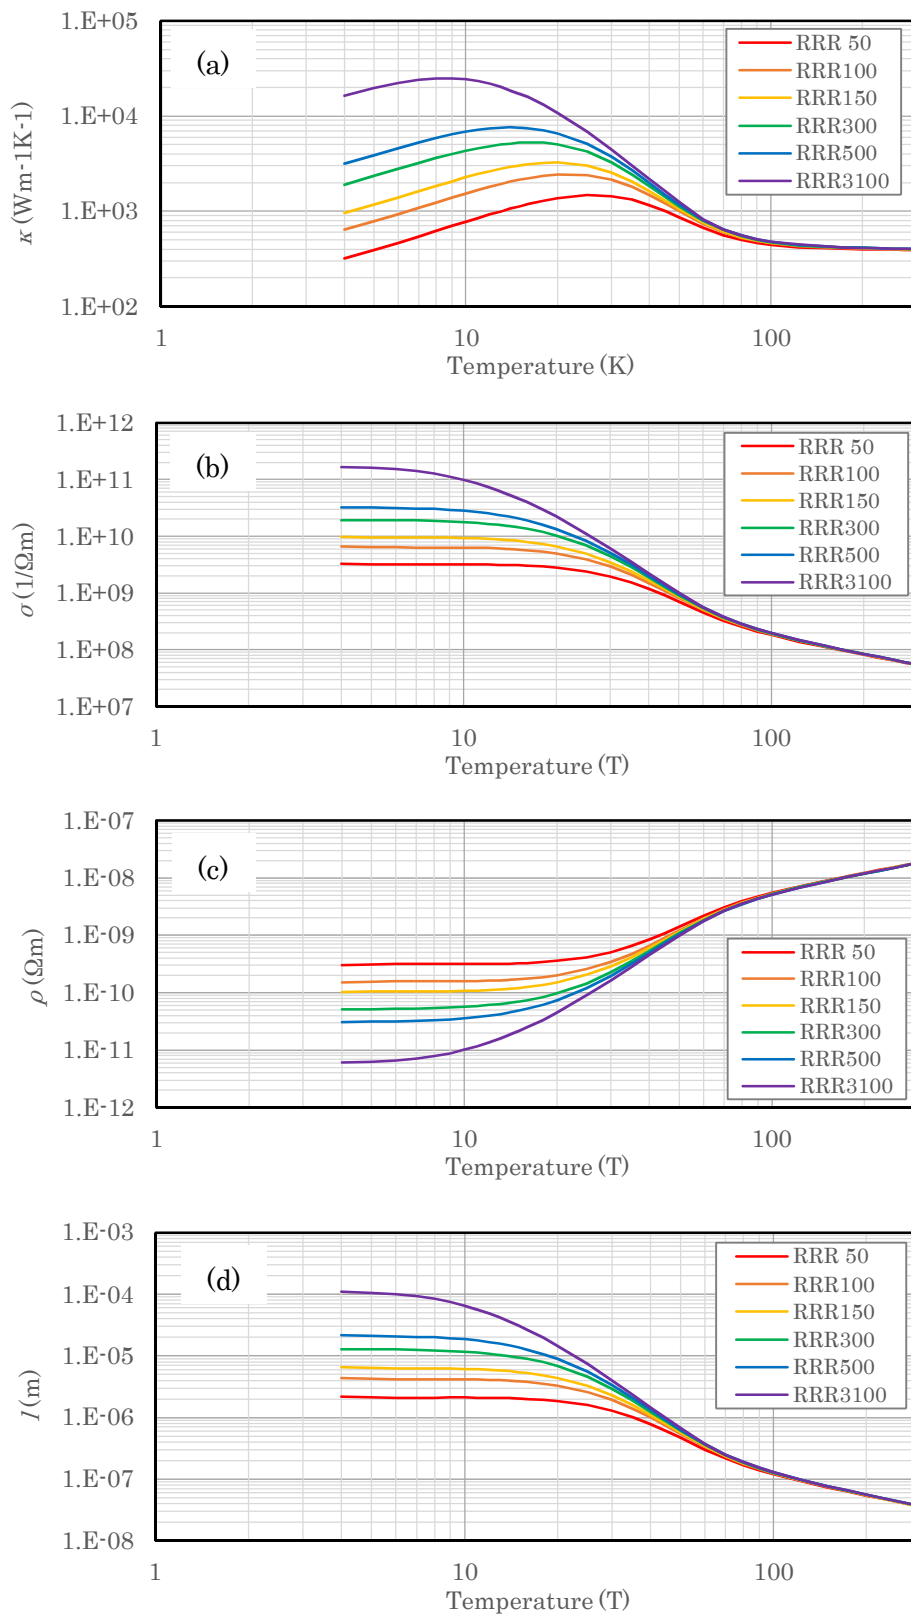 1.E+05
(a)
RRR 50
RRR100
RRR150
RRR300
RRR500
RRR3100
1.E+04
1.E+03
1.E+02
κ (Wm-1K-1)
1
10
100
Temperature (K)
1.E+12
(b)
RRR 50
RRR100
RRR150
RRR300
RRR500
RRR3100
1.E+11
1.E+10
1.E+09
1.E+08
1.E+07
σ (1/Ωm)
1
10
100
Temperature (T)
1.E-07
(c)
1.E-08
1.E-09
1.E-10
1.E-11
1.E-12
ρ (Ωm)
RRR 50
RRR100
RRR150
RRR300
RRR500
RRR3100
1
10
100
Temperature (T)
1.E-03
(d)
RRR 50
RRR100
RRR150
RRR300
RRR500
RRR3100
1.E-04
1.E-05
1.E-06
1.E-07
1.E-08
l (m)
1
10
100
Temperature (T)